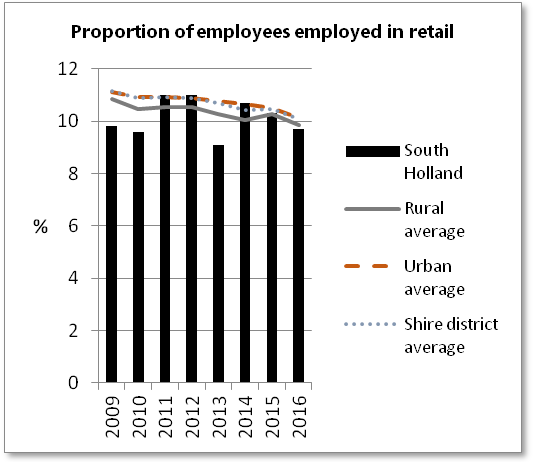 Proportion of employees employed in retail
12
10
8
6
4
2
0
%
2009
2010
2011
2012
2013
2014
2015
2016
South
Holland
Rural
average
Urban
average
Shire district
average